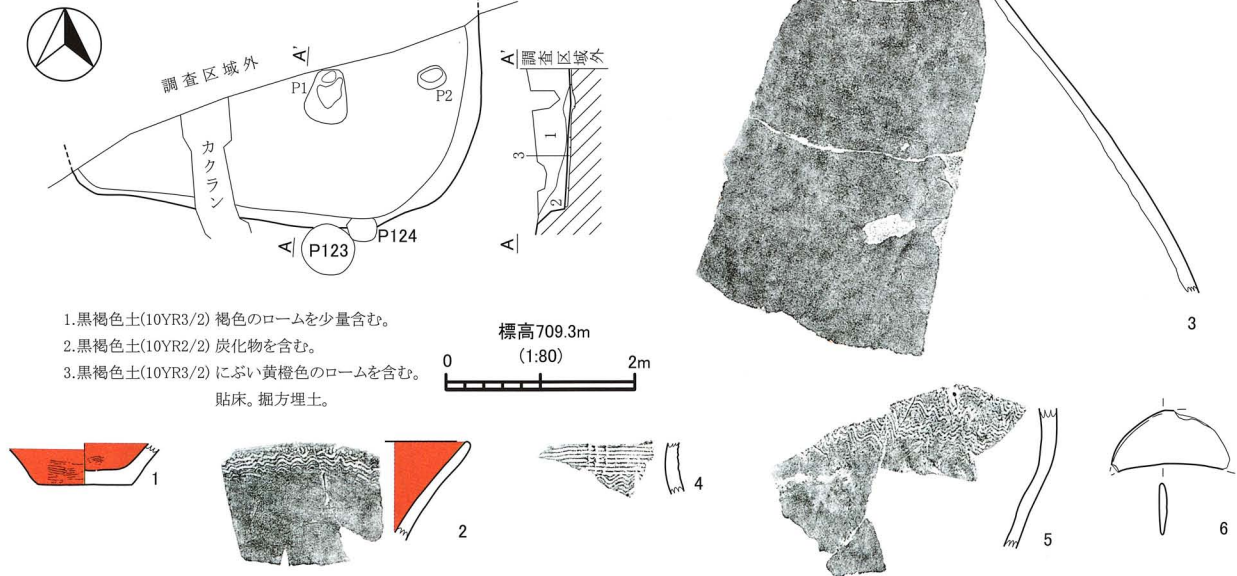 調査区域外
A'
P1
P2
カクラン
A
P123
P124
A' 調査区域外
1
3
2
A
1.黒褐色土(10YR3/2) 褐色のロームを少量含む。
2.黒褐色土(10YR2/2) 炭化物を含む。
3.黒褐色土(10YR3/2) にぶい黄橙色のロームを含む。
貼床。掘方埋土。
標高709.3m
(1:80)
0 2m
3
1
2
4
5
6